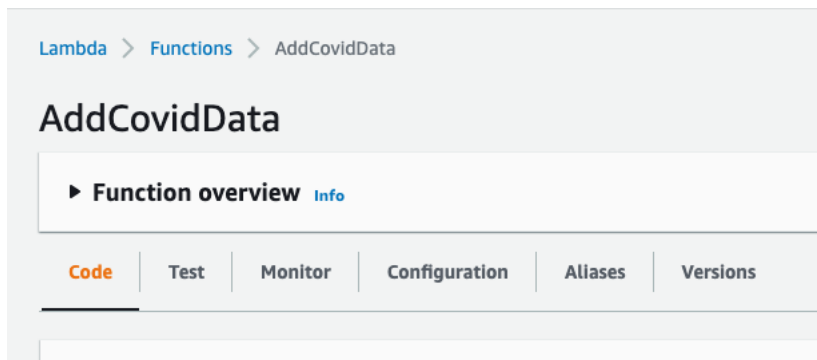 Lambda > Functions > AddCovidData
AddCovidData
Function overview Info
Code Test Monitor Configuration Aliases Versions